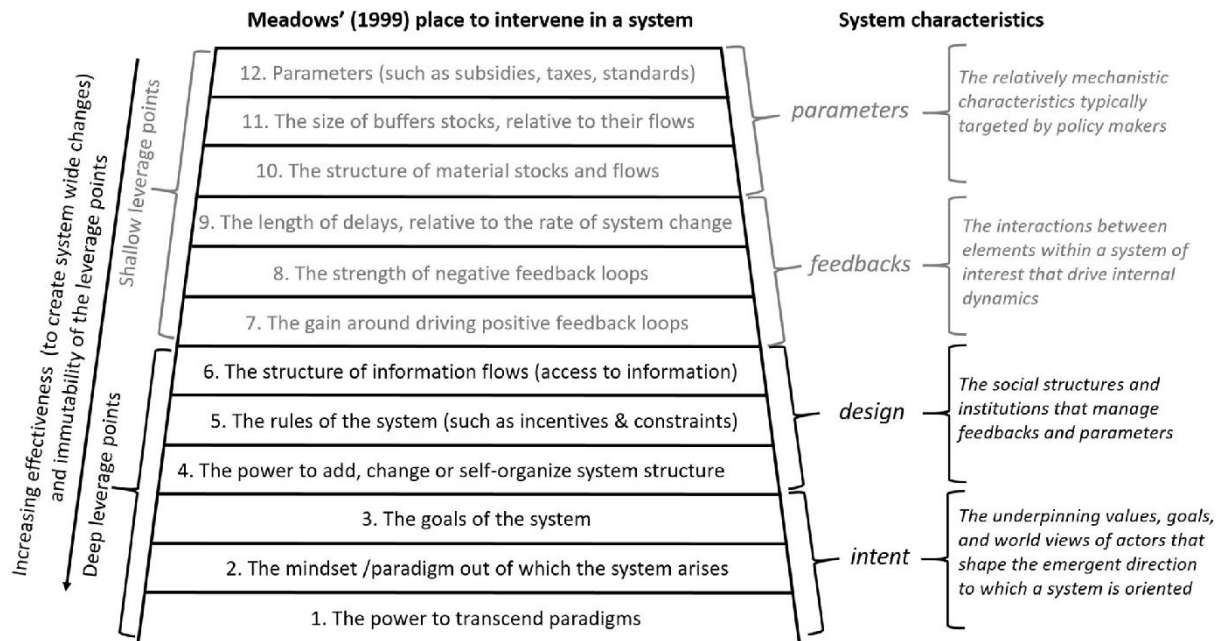 Meadows' (1999) place to intervene in a system
System characteristics
Increasing effectiveness (to create system wide changes)
and immutability of the leverage points
Shallow leverage points
Deep leverage points
12. Parameters (such as subsidies, taxes, standards)
11. The size of buffers stocks, relative to their flows
10. The structure of material stocks and flows
9. The length of delays, relative to the rate of system change
8. The strength of negative feedback loops
7. The gain around driving positive feedback loops
6. The structure of information flows (access to information)
5. The rules of the system (such as incentives & constraints)
4. The power to add, change or self-organize system structure
3. The goals of the system
2. The mindset /paradigm out of which the system arises
1. The power to transcend paradigms
parameters
The relatively mechanistic
characteristics typically
targeted by policy makers
feedbacks
The interactions between
elements within a system of
interest that drive internal
dynamics
design
The social structures and
institutions that manage
feedbacks and parameters
intent
The underpinning values, goals,
and world views of actors that
shape the emergent direction
to which a system is oriented